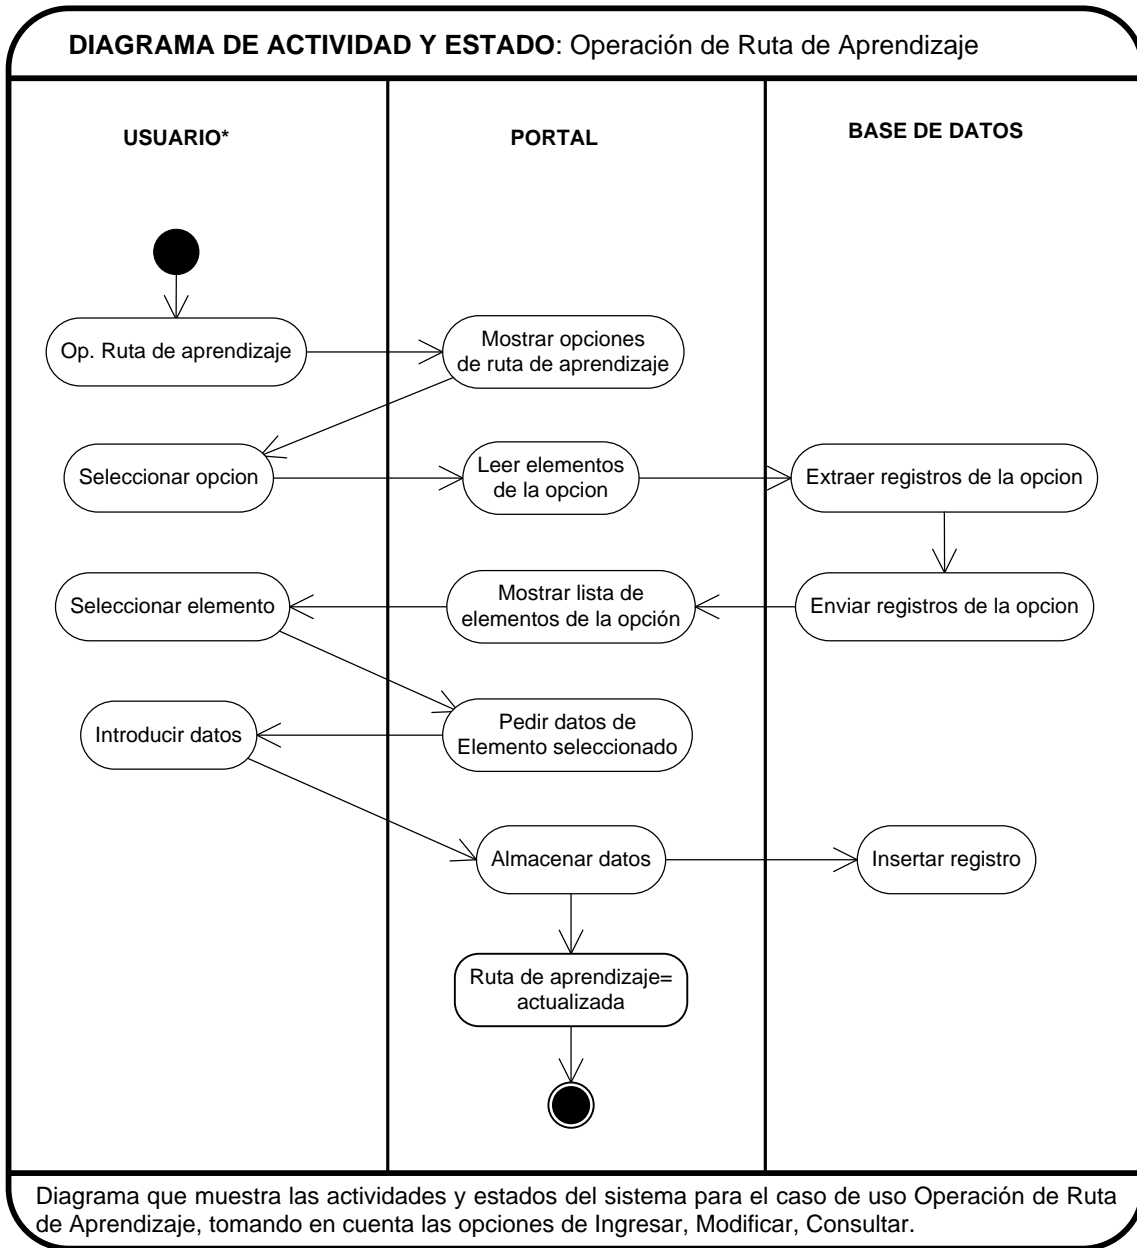 DIAGRAMA DE ACTIVIDAD Y ESTADO: Operación de Ruta de Aprendizaje
USUARIO*
PORTAL
BASE DE DATOS
Op. Ruta de aprendizaje
Mostrar opciones
de ruta de aprendizaje
Seleccionar opcion
Leer elementos
de la opcion
Extraer registros de la opcion
Seleccionar elemento
Mostrar lista de
elementos de la opción
Enviar registros de la opcion
Introducir datos
Pedir datos de
Elemento seleccionado
Almacenar datos
Insertar registro
Ruta de aprendizaje=
actualizada
Diagrama que muestra las actividades y estados del sistema para el caso de uso Operación de Ruta
de Aprendizaje, tomando en cuenta las opciones de Ingresar, Modificar, Consultar.